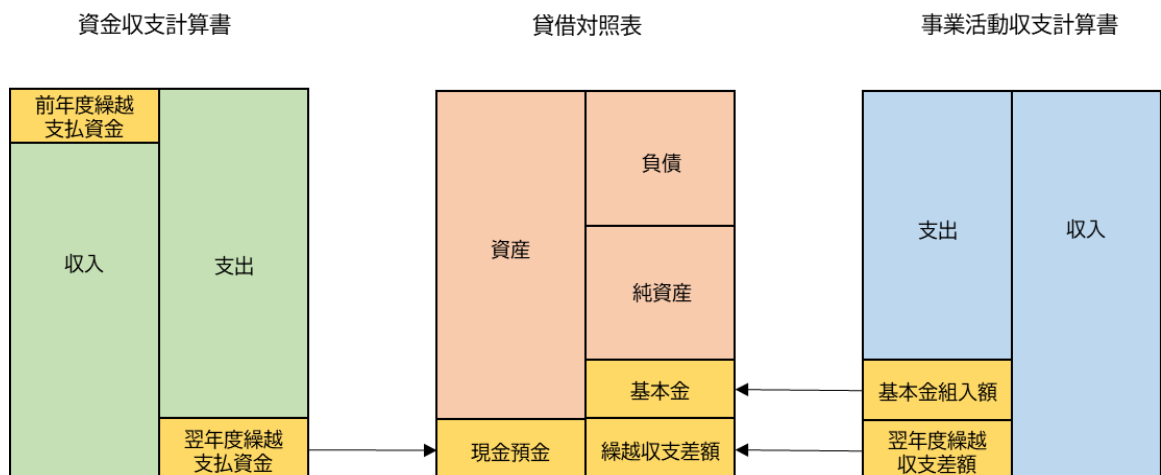 資金収支計算書
貸借対照表
事業活動収支計算書
前年度繰越
支払資金
収入
支出
翌年度繰越
支払資金
資産
現金預金
負債
純資産
基本金
繰越収支差額
支出
基本金組入額
翌年度繰越
収支差額
収入